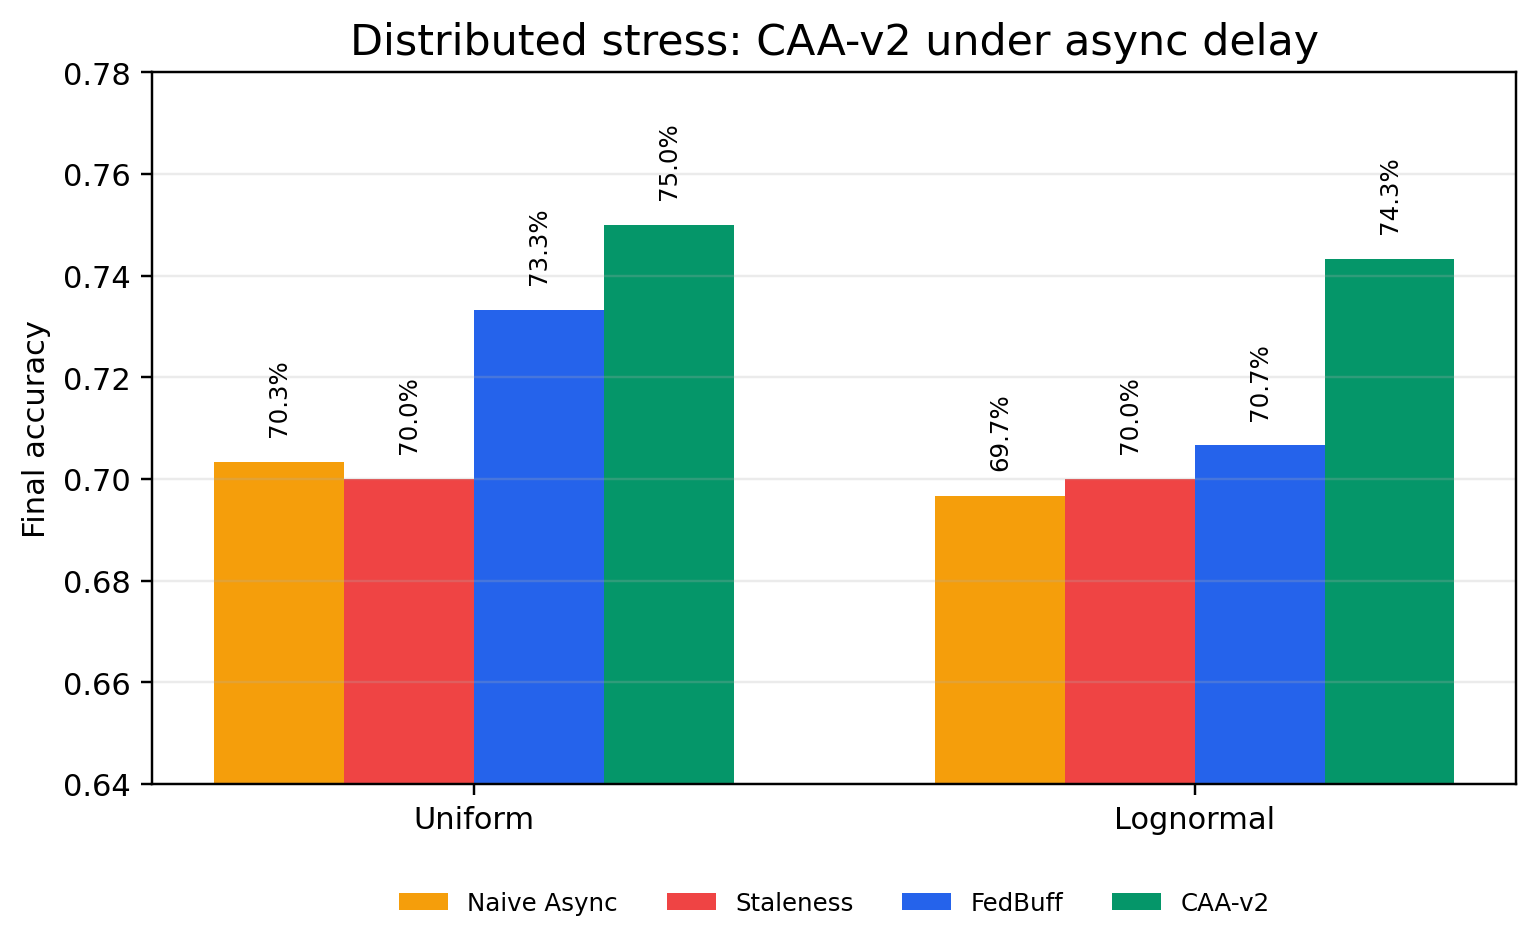 Distributed stress: CAA-v2 under async delay
Final accuracy
0.78
0.76
0.74
0.72
0.70
0.68
0.66
0.64
70.3%
70.0%
73.3%
75.0%
69.7%
70.0%
70.7%
74.3%
Uniform
Lognormal
Naive Async
Staleness
FedBuff
CAA-v2